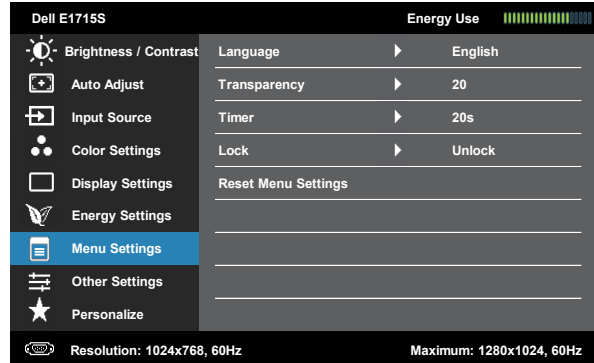 Dell E1715S Energy Use
Brightness / Contrast Language English
Auto Adjust Transparency 20
Input Source Timer 20s
Color Settings Lock Unlock
Display Settings Reset Menu Settings
Energy Settings
Menu Settings
Other Settings
Personalize
Resolution: 1024x768, 60Hz Maximum: 1280x1024, 60Hz